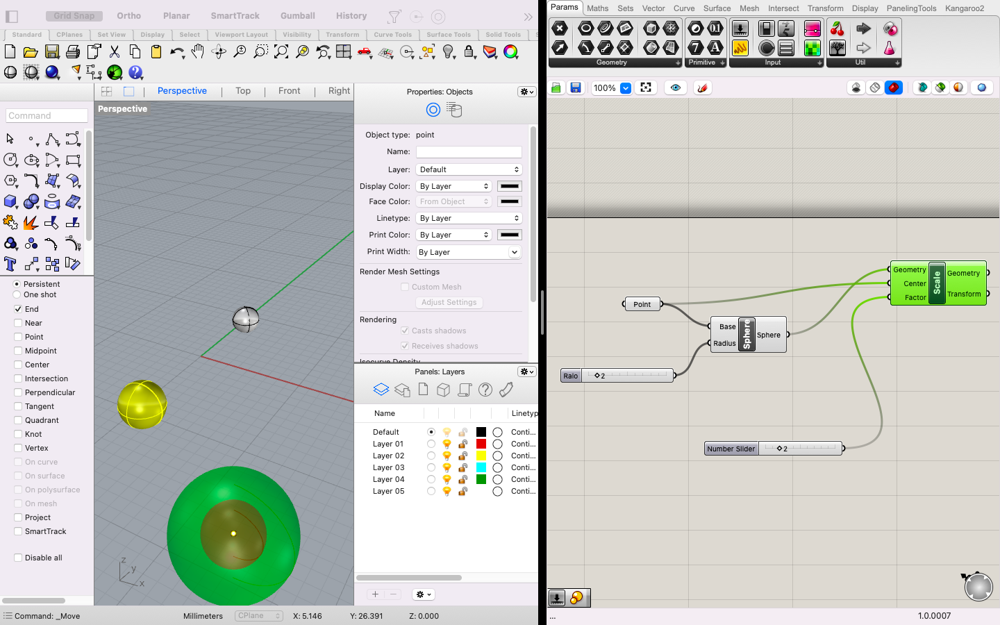 Grid Snap Ortho Planar SmartTrack Gumball History
Standard CPlanes Set View Display Select Viewport Layout Visibility Transform Curve Tools Surface Tools Solid Tools
Perspective Top Front Right
Perspective
Command
Persistent
One shot
End
Near
Point
Midpoint
Center
Intersection
Perpendicular
Tangent
Quadrant
Knot
Vertex
On curve
On surface
On polysurface
On mesh
Project
SmartTrack
Disable all
z
y
x
Properties: Objects
Object type: point
Name:
Layer: Default
Display Color: By Layer
Face Color: From Object
Linetype: By Layer
Print Color: By Layer
Print Width: By Layer
Render Mesh Settings
Custom Mesh
Adjust Settings
Rendering
Casts shadows
Receives shadows
Isocurve Density
Panels: Layers
Name Linetyp
Default Conti...
Layer 01 Conti...
Layer 02 Conti...
Layer 03 Conti...
Layer 04 Conti...
Layer 05 Conti...
Command: _Move Millimeters CPlane X: 5.146 Y: 26.391 Z: 0.000
Params Maths Sets Vector Curve Surface Mesh Intersect Transform Display PanelingTools Kangaroo2
0.1
7 A
Geometry Primitive Input Util
100%
Geometry
Center
Factor
Scale
Geometry
Transform
Point
Base
Radius
Sphere
Sphere
Raio 2
Number Slider 2
... 1.0.0007